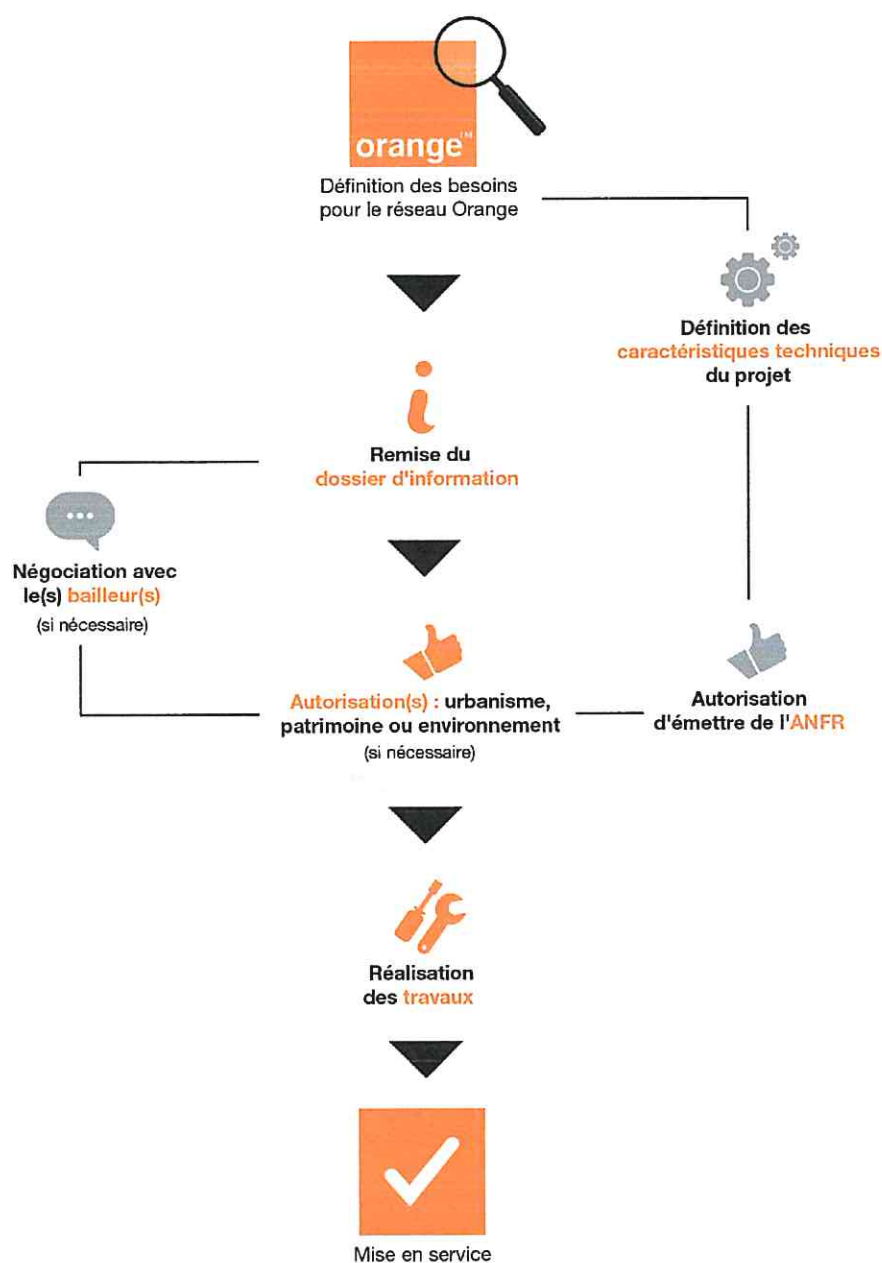 orange™
Définition des besoins
pour le réseau Orange
Définition des
caractéristiques techniques
du projet
Remise du
dossier d'information
Négociation avec
le(s) bailleur(s)
(si nécessaire)
Autorisation(s) : urbanisme,
patrimoine ou environnement
(si nécessaire)
Autorisation
d'émettre de l'ANFR
Réalisation
des travaux
Mise en service